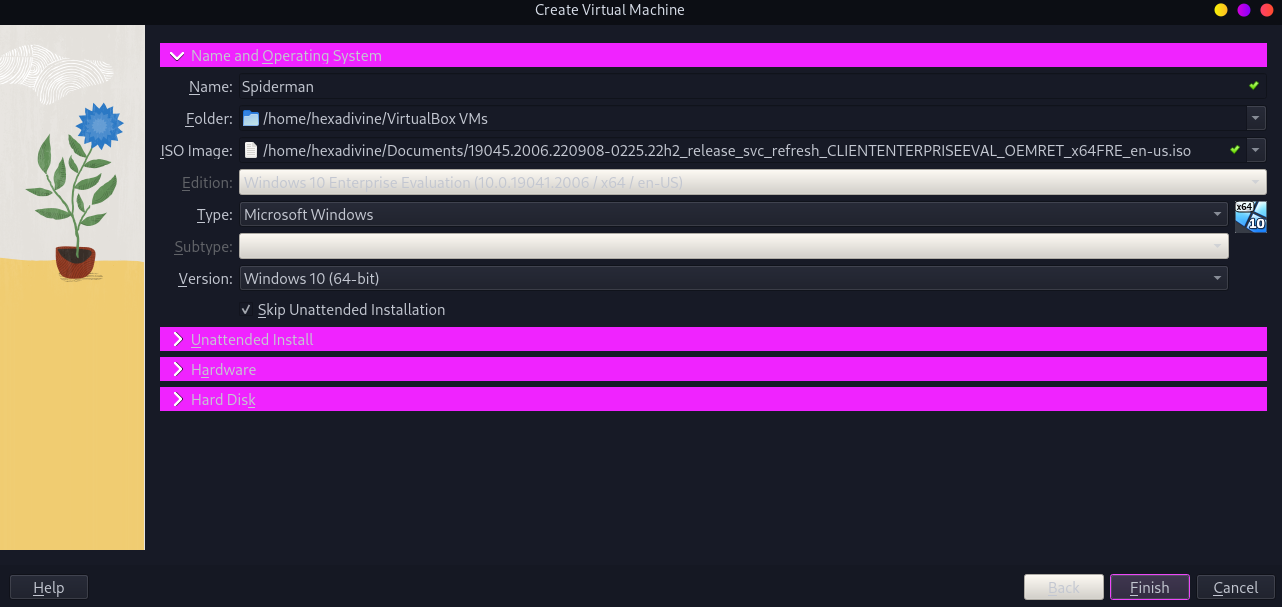 Create Virtual Machine
Name and Operating System
Name: Spiderman
Folder: /home/hexadivine/VirtualBox VMs
ISO Image: /home/hexadivine/Documents/19045.2006.220908-0225.22h2_release_svc_refresh_CLIENTENTERPRISEEVAL_OEMRET_x64FRE_en-us.iso
Edition: Windows 10 Enterprise Evaluation (10.0.19041.2006 / x64 / en-US)
Type: Microsoft Windows x64 10
Subtype:
Version: Windows 10 (64-bit)
Skip Unattended Installation
Unattended Install
Hardware
Hard Disk
Help Back Finish Cancel